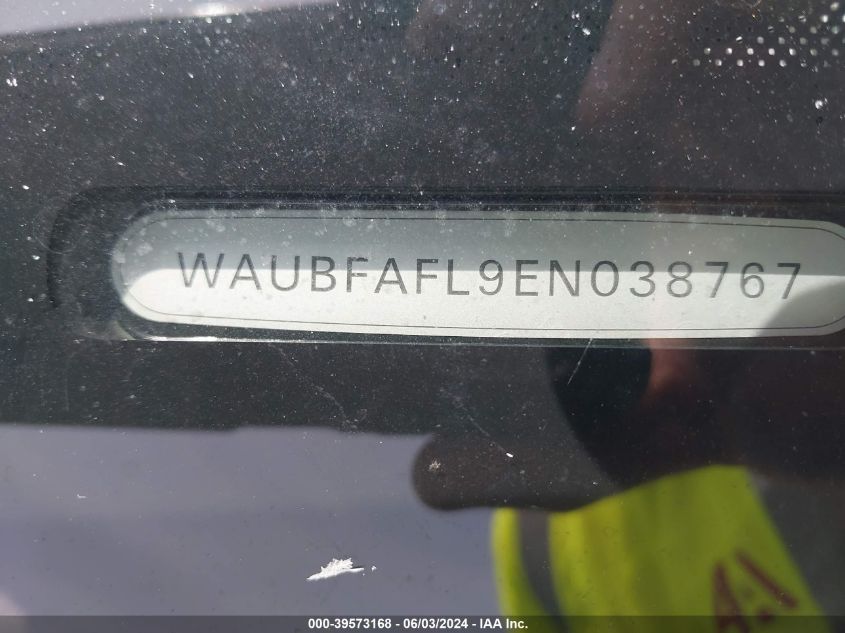 WAUBFAFL9EN038767
000-39573168 - 06/03/2024 - IAA Inc.